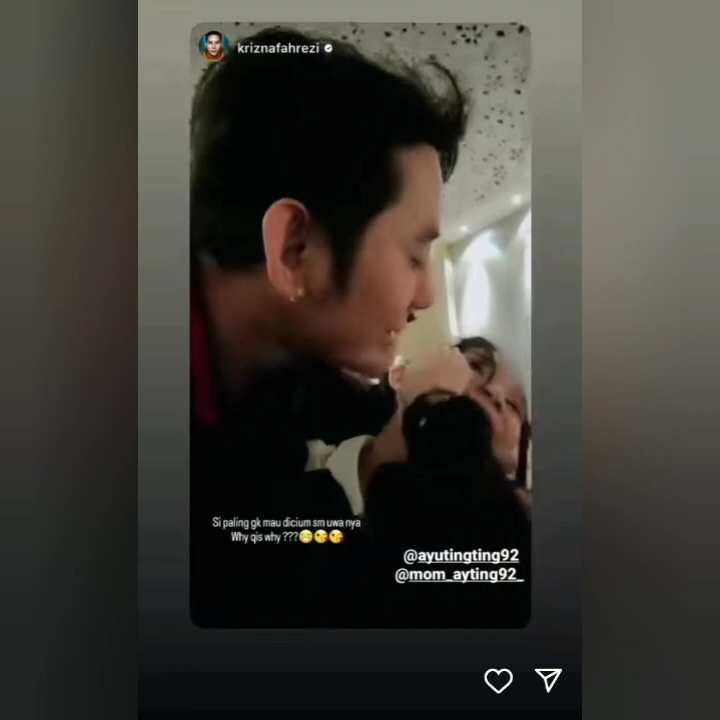 kriznafahrezi
Si paling gk mau dicium sm uwa nya
Why qis why ???😁😘😘
@ayutingting92
@mom_ayting92_